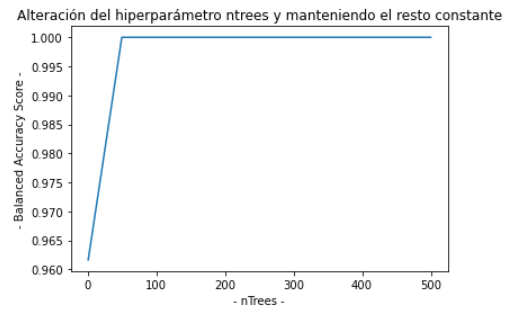 Alteración del hiperparámetro ntrees y manteniendo el resto constante
1.000
0.995
0.990
0.985
0.980
0.975
0.970
0.965
0.960
- Balanced Accuracy Score -
0 100 200 300 400 500
- nTrees -